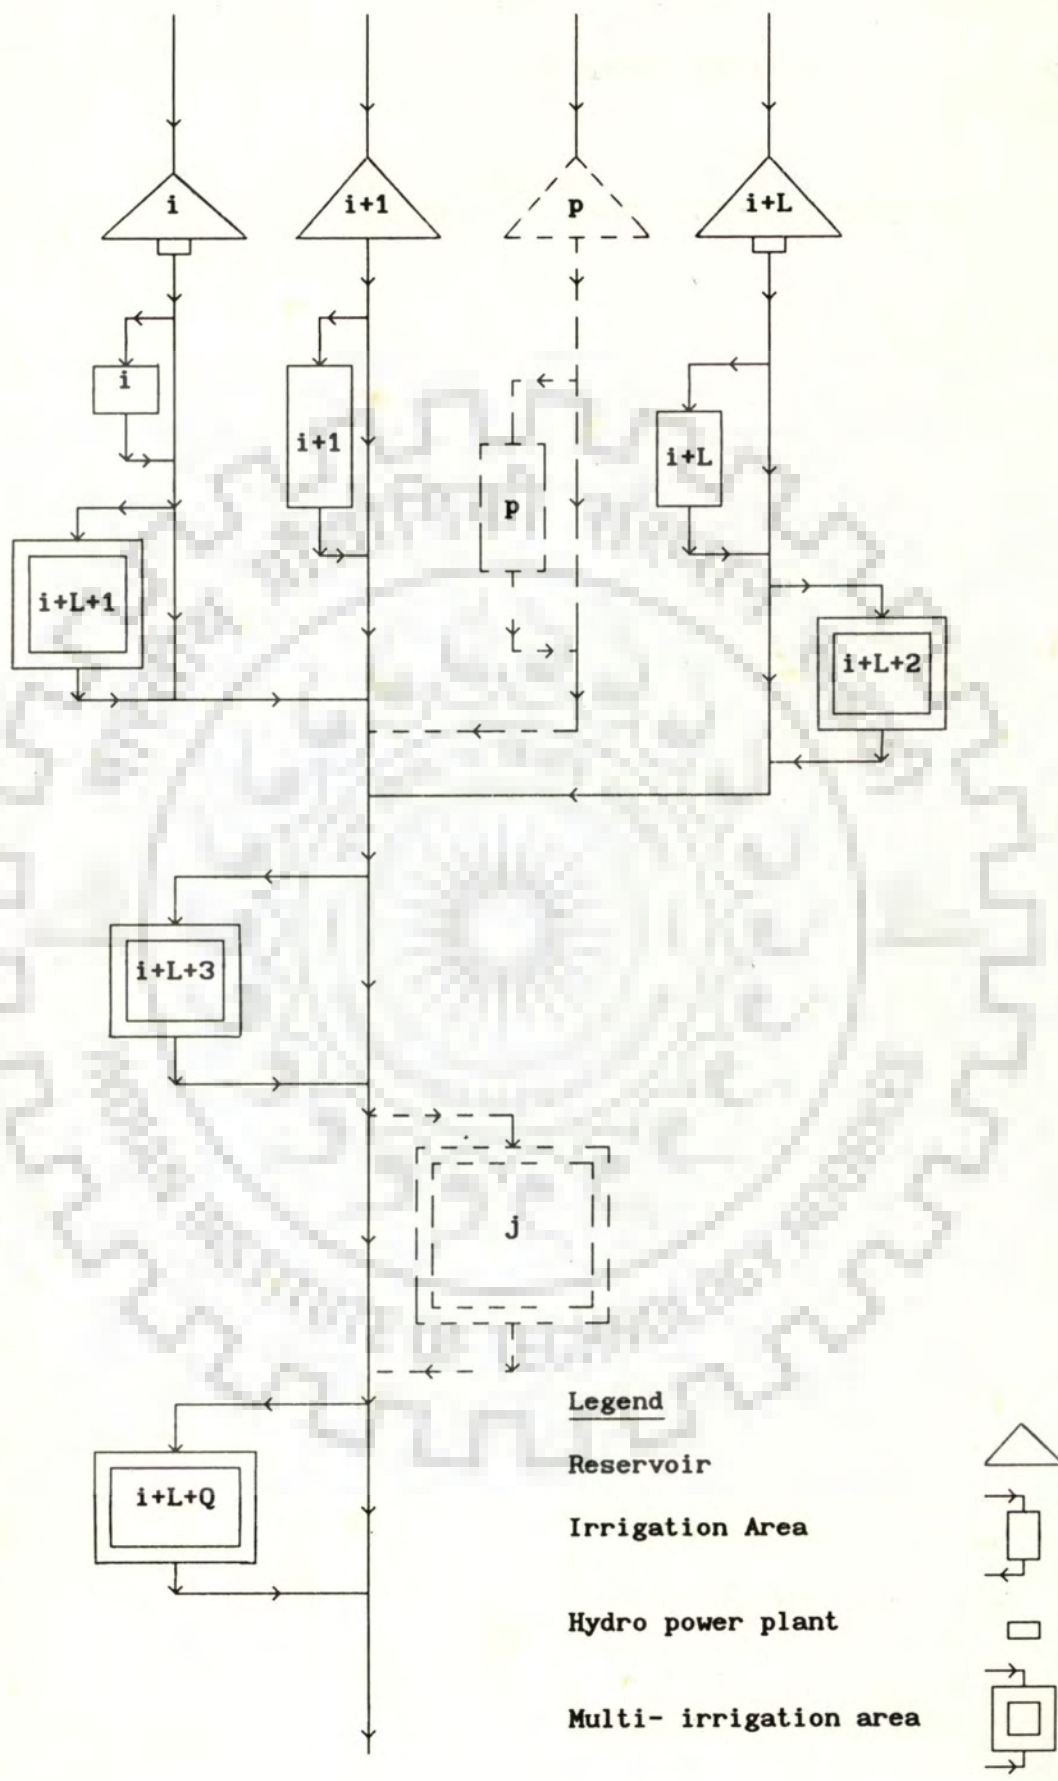 i
i+1
p
i+L
i
i+1
i+L
p
i+L+1
i+L+2
i+L+3
j
i+L+Q
Legend
Reservoir
Irrigation Area
Hydro power plant
Multi- irrigation area